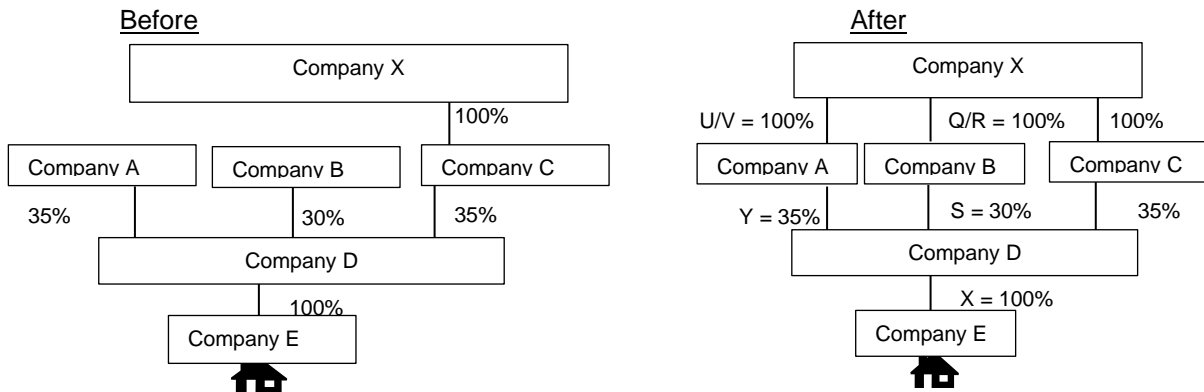 Before
Company X
100%
Company A
Company B
Company C
35%
30%
35%
Company D
100%
Company E
After
Company X
U/V = 100%
Q/R = 100%
100%
Company A
Company B
Company C
Y = 35%
S = 30%
35%
Company D
X = 100%
Company E